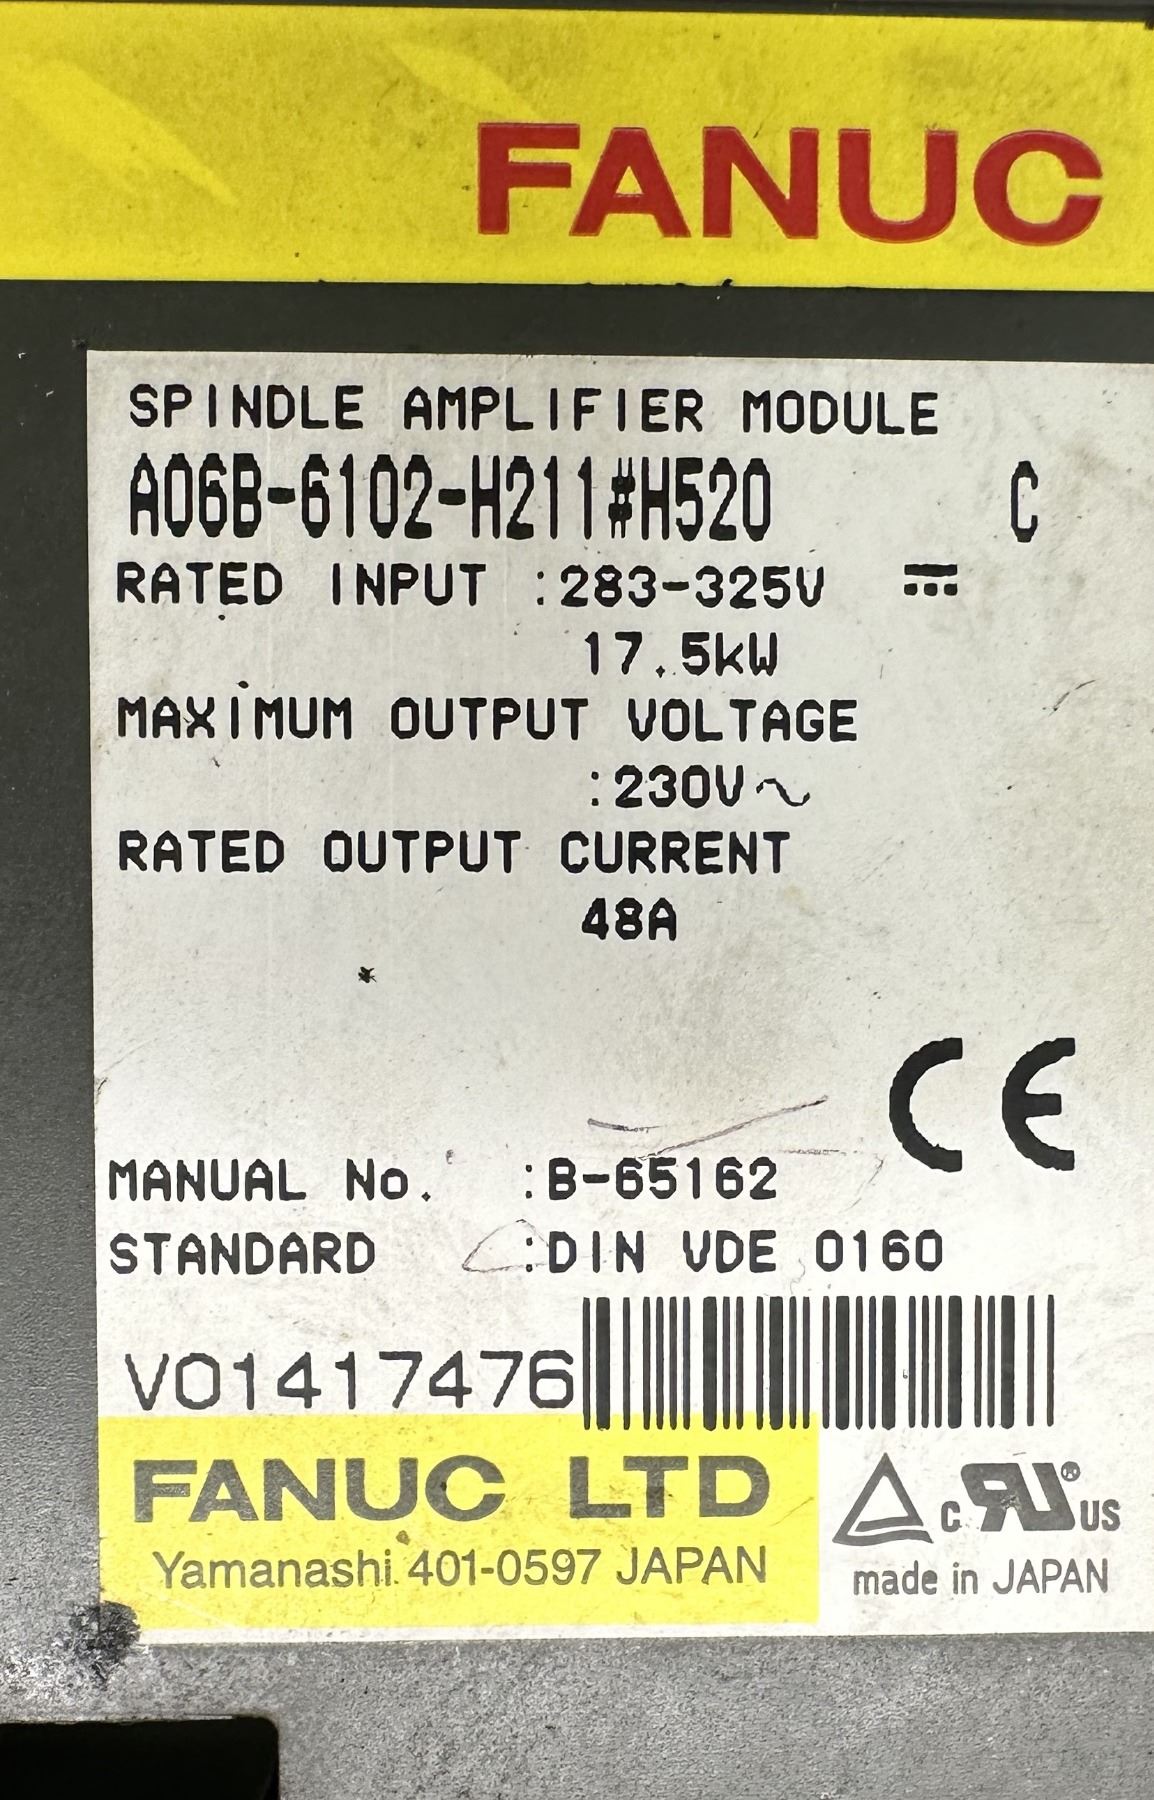 FANUC
SPINDLE AMPLIFIER MODULE
A06B-6102-H211#H520 C
RATED INPUT :283-325V ⎓
17.5kW
MAXIMUM OUTPUT VOLTAGE
:230V∿
RATED OUTPUT CURRENT
48A
CE
MANUAL No. :B-65162
STANDARD :DIN VDE 0160
V01417476
FANUC LTD
Yamanashi 401-0597 JAPAN
c RU® US
made in JAPAN